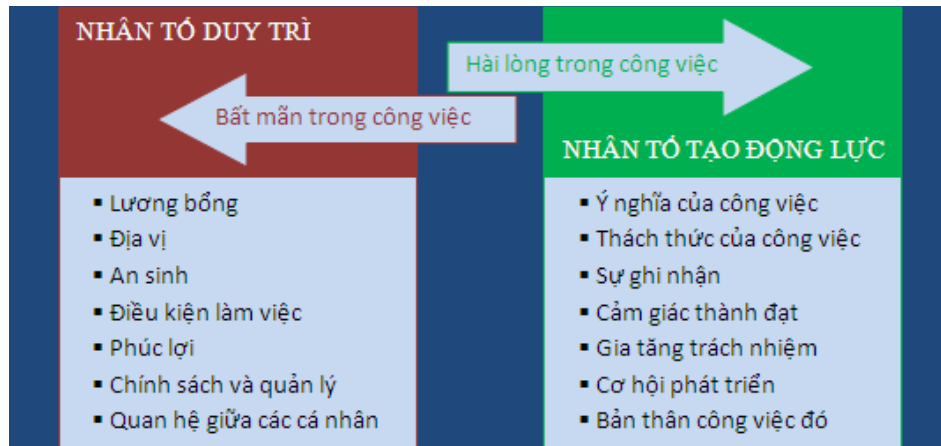 NHÂN TỐ DUY TRÌ
Bất mãn trong công việc
▪ Lương bổng
▪ Địa vị
▪ An sinh
▪ Điều kiện làm việc
▪ Phúc lợi
▪ Chính sách và quản lý
▪ Quan hệ giữa các cá nhân
Hài lòng trong công việc
NHÂN TỐ TẠO ĐỘNG LỰC
▪ Ý nghĩa của công việc
▪ Thách thức của công việc
▪ Sự ghi nhận
▪ Cảm giác thành đạt
▪ Gia tăng trách nhiệm
▪ Cơ hội phát triển
▪ Bản thân công việc đó